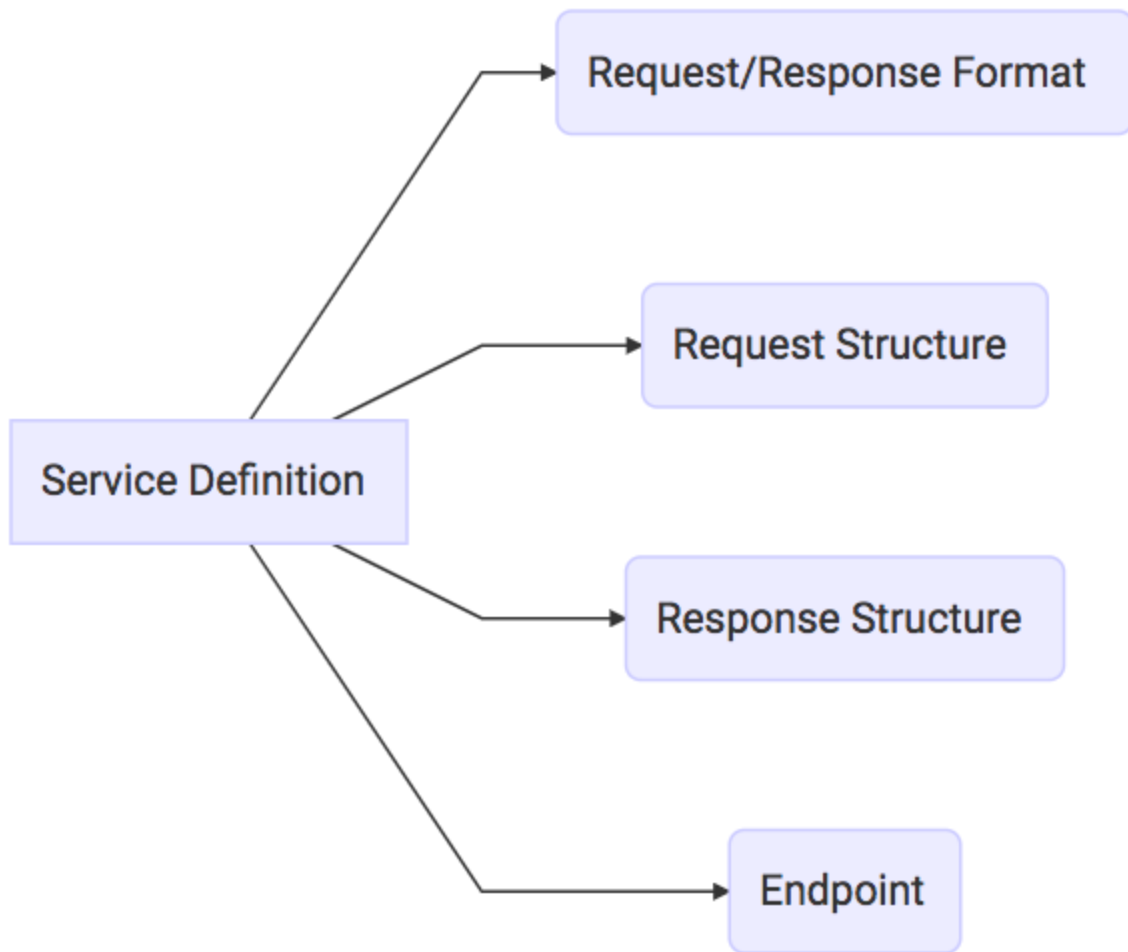 Request/Response Format
Request Structure
Service Definition
Response Structure
Endpoint